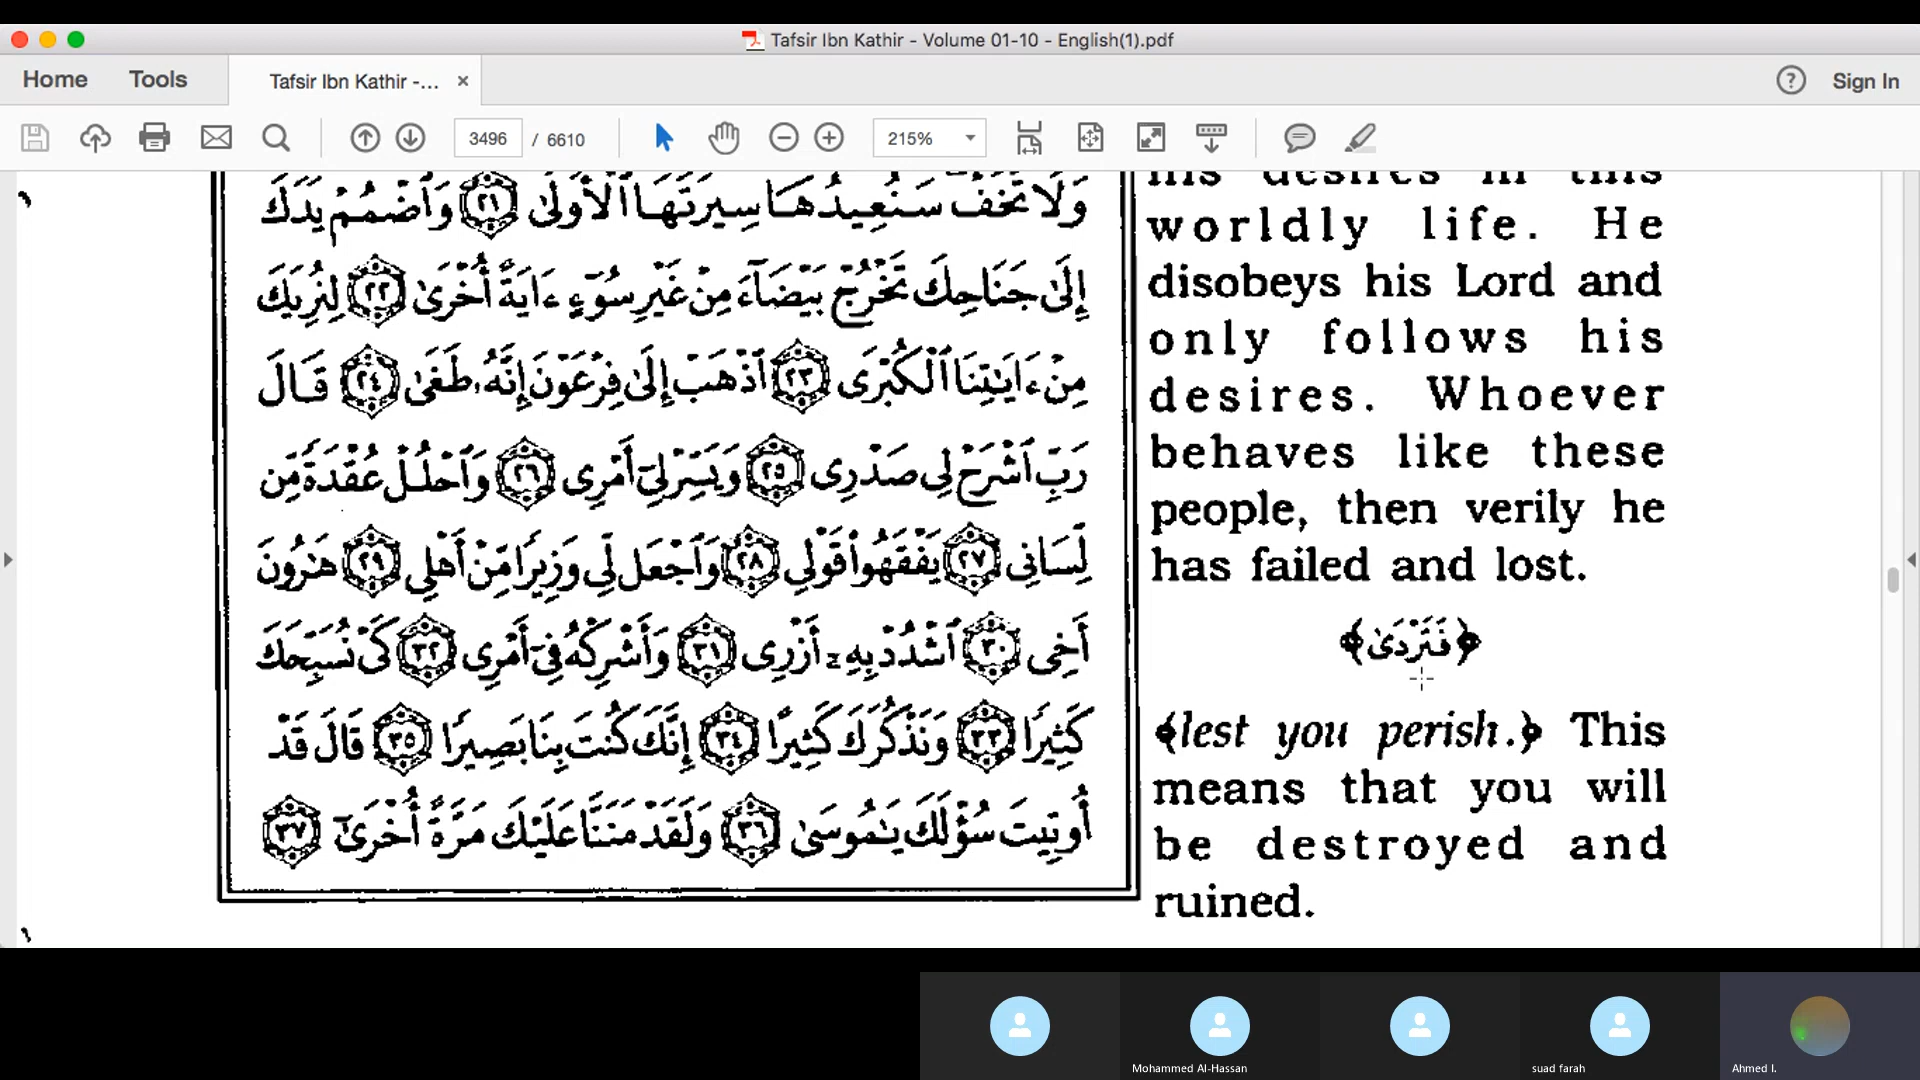 Tafsir Ibn Kathir - Volume 01-10 - English(1).pdf
Home
Tools
Tafsir Ibn Kathir -...
Sign In
3496 / 6610
215%
وَلَا تَخَفْ سَنُعِيدُهَا سِيرَتَهَا ٱلْأُولَىٰ ٢١ وَٱضْمُمْ يَدَكَ
إِلَىٰ جَنَاحِكَ تَخْرُجْ بَيْضَآءَ مِنْ غَيْرِ سُوٓءٍ ءَايَةً أُخْرَىٰ ٢٢ لِنُرِيَكَ
مِنْ ءَايَـٰتِنَا ٱلْكُبْرَى ٢٣ ٱذْهَبْ إِلَىٰ فِرْعَوْنَ إِنَّهُۥ طَغَىٰ ٢٤ قَالَ
رَبِّ ٱشْرَحْ لِى صَدْرِى ٢٥ وَيَسِّرْ لِىٓ أَمْرِى ٢٦ وَٱحْلُلْ عُقْدَةً مِّن
لِّسَانِى ٢٧ يَفْقَهُوا۟ قَوْلِى ٢٨ وَٱجْعَل لِّى وَزِيرًا مِّنْ أَهْلِى ٢٩ هَـٰرُونَ
أَخِى ٣٠ ٱشْدُدْ بِهِۦٓ أَزْرِى ٣١ وَأَشْرِكْهُ فِىٓ أَمْرِى ٣٢ كَىْ نُسَبِّحَكَ
كَثِيرًا ٣٣ وَنَذْكُرَكَ كَثِيرًا ٣٤ إِنَّكَ كُنتَ بِنَا بَصِيرًا ٣٥ قَالَ قَدْ
أُوتِيتَ سُؤْلَكَ يَـٰمُوسَىٰ ٣٦ وَلَقَدْ مَنَنَّا عَلَيْكَ مَرَّةً أُخْرَىٰٓ ٣٧
his desires in this
worldly life. He
disobeys his Lord and
only follows his
desires. Whoever
behaves like these
people, then verily he
has failed and lost.
﴿فَتَرْدَىٰ﴾
﴿lest you perish.﴾ This
means that you will
be destroyed and
ruined.
Mohammed Al-Hassan
suad farah
Ahmed I.